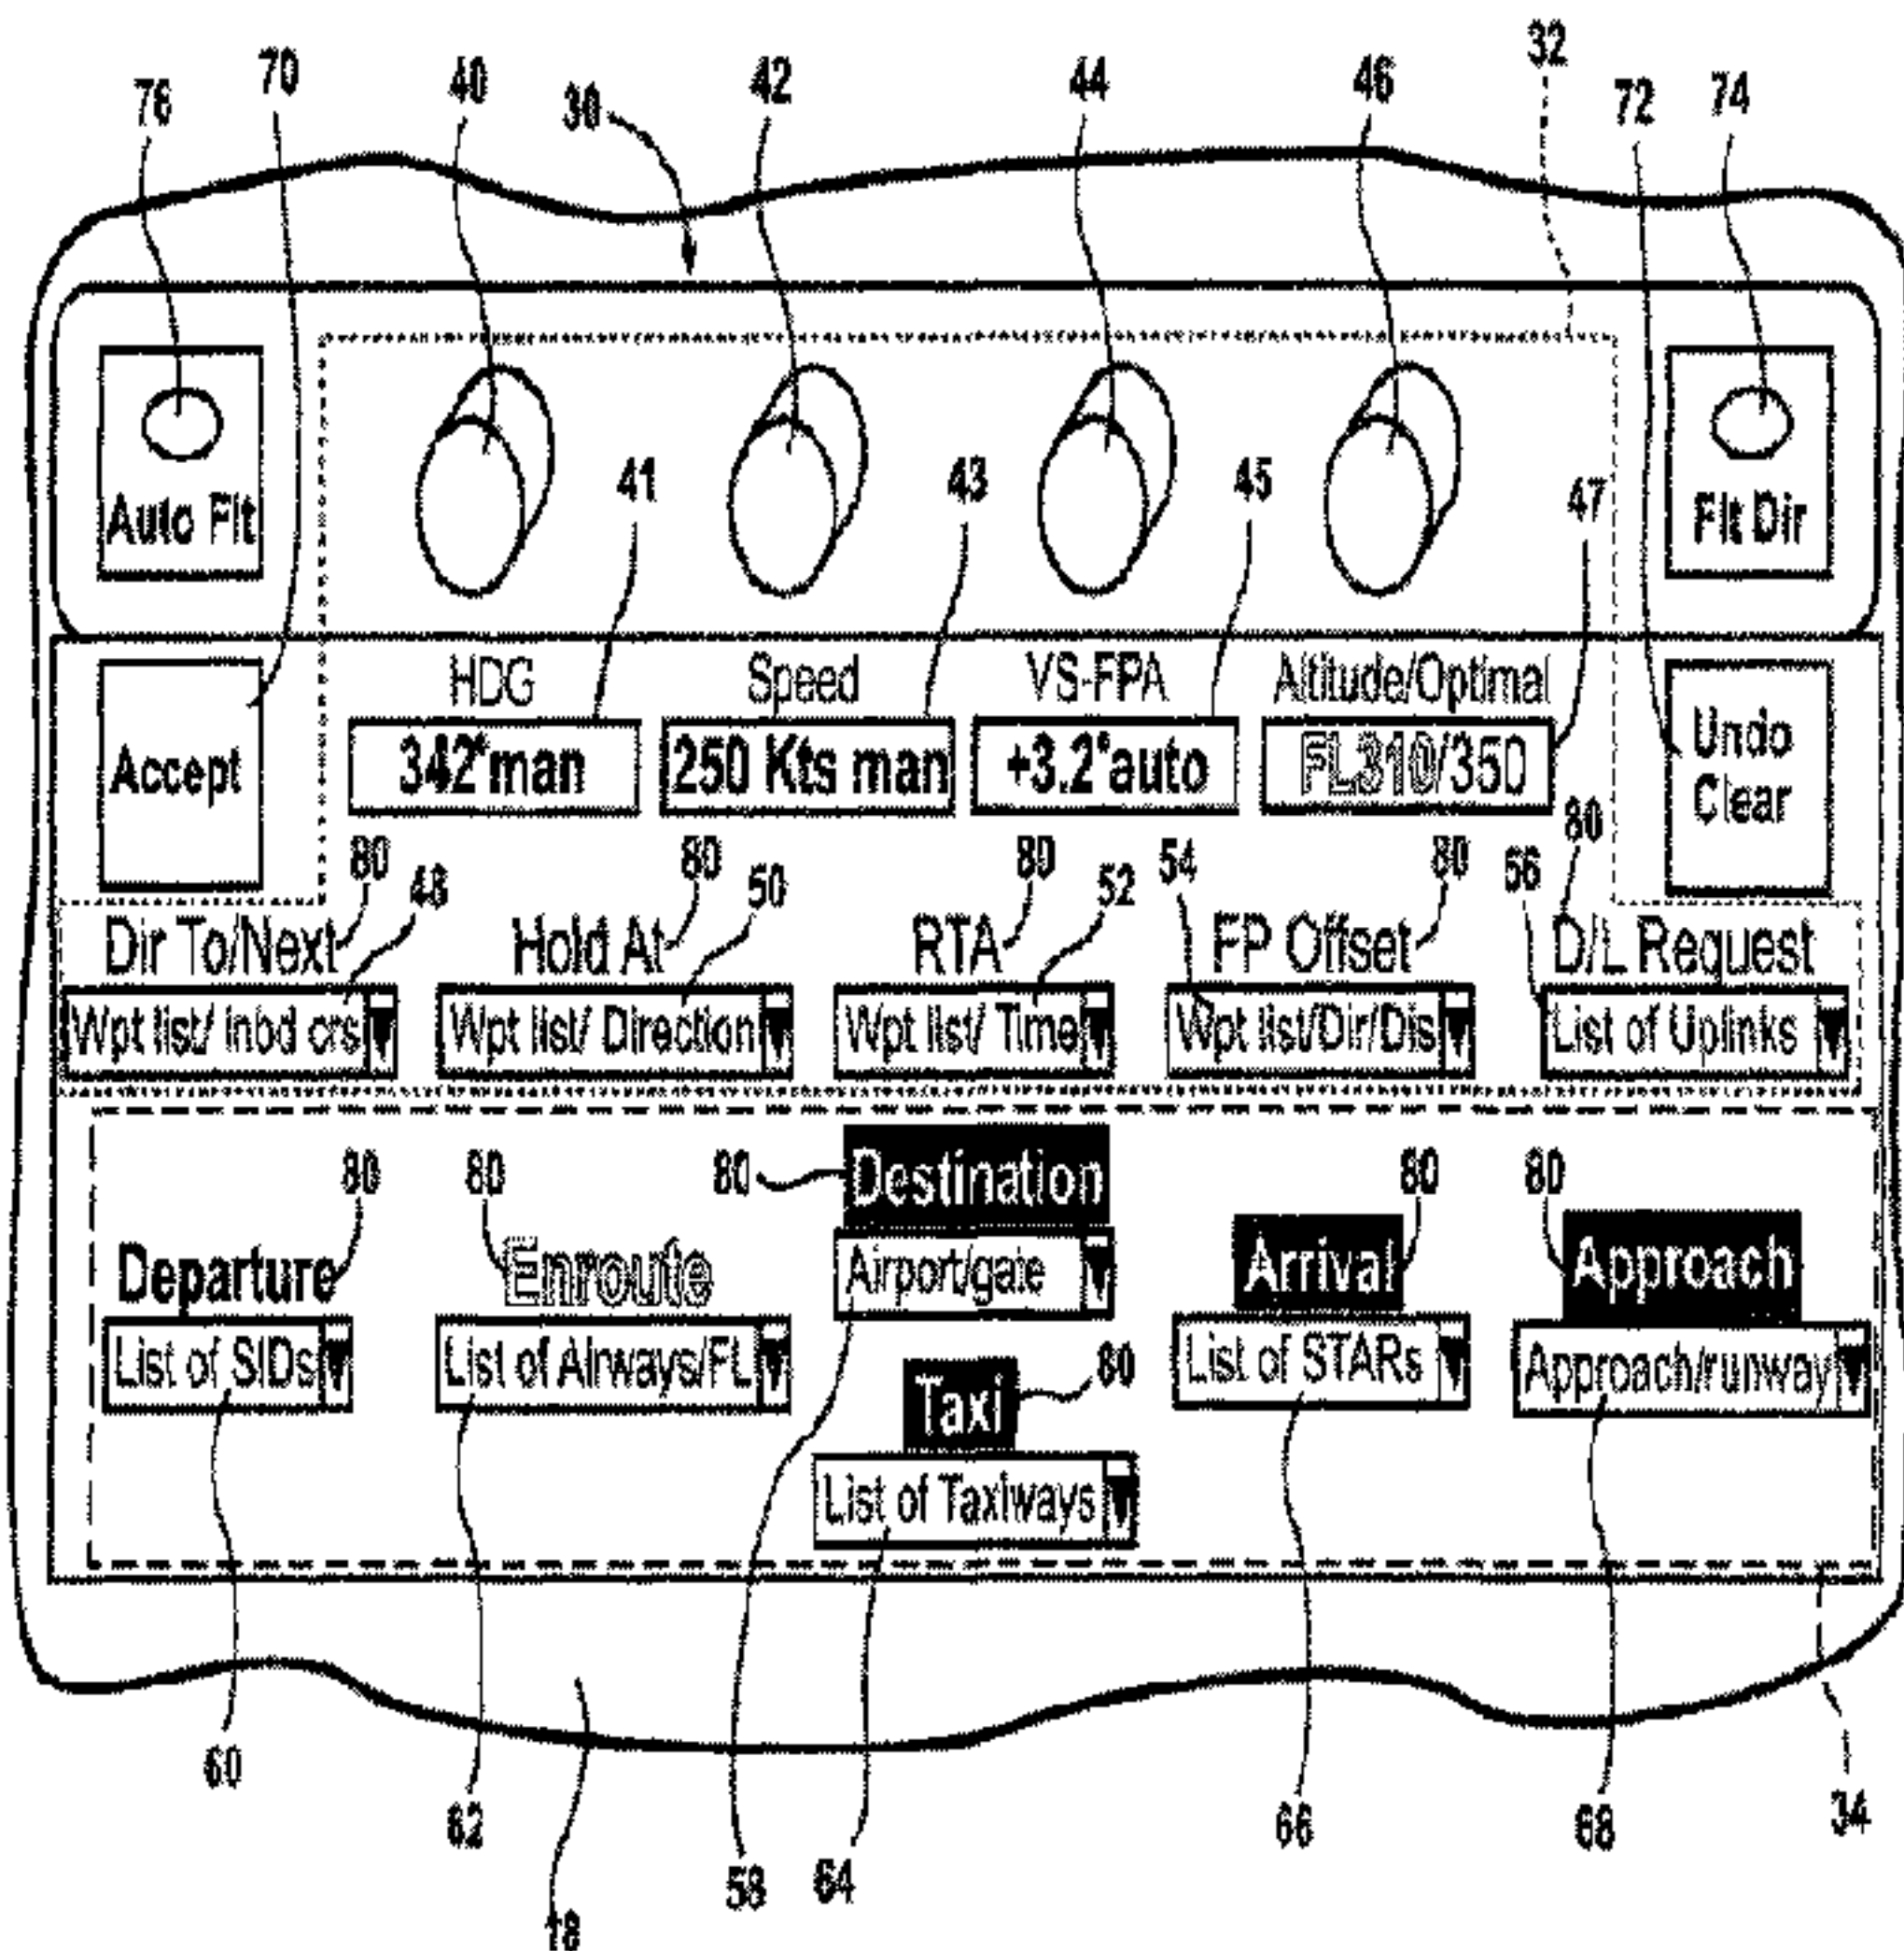 32
76 70 40 30 42 44 46 72 74
Auto Flt 41 43 45 47 Flt Dir
HDG Speed VS-FPA Altitude/Optimal
Accept 342°man 250 Kts man +3.2°auto FL310/350 Undo
Clear
80 48 80 50 80 52 54 80 56 80
Dir To/Next Hold At RTA FP Offset D/L Request
Wpt list/ Inbd crs Wpt list/ Direction Wpt list/ Time Wpt list/Dir/Dis List of Uplinks
80 80 80 Destination 80 80
Departure Enroute Airport/gate Arrival Approach
List of SIDs List of Airways/FL List of STARs Approach/runway
Taxi 80
List of Taxiways
60 62 18 58 64 66 68 34